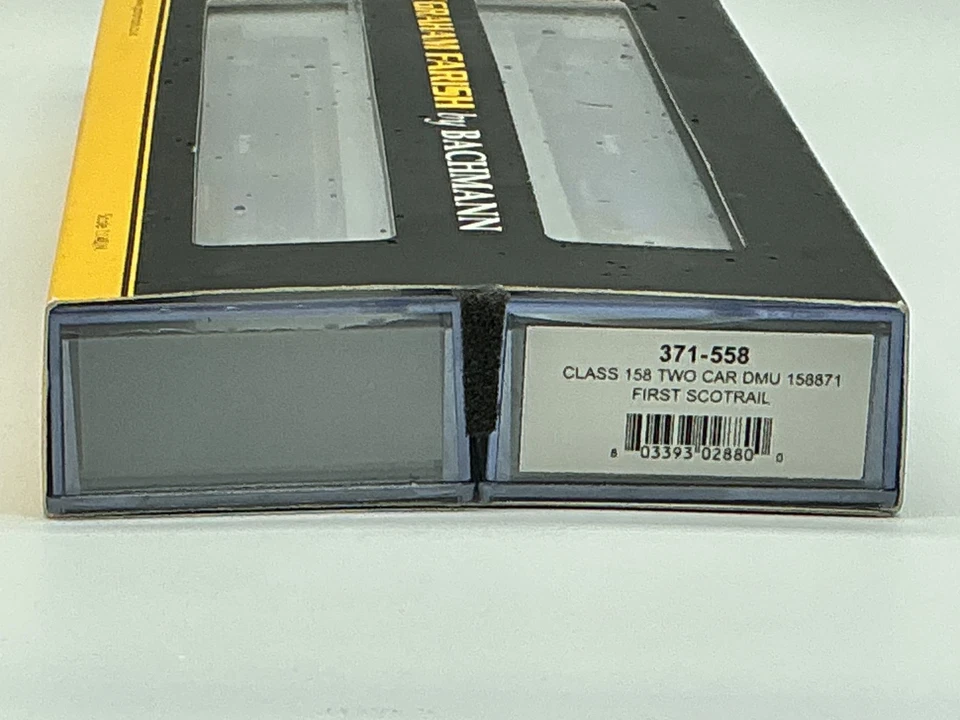 GRAHAM FARISH by BACHMANN
371-558
CLASS 158 TWO CAR DMU 158871
FIRST SCOTRAIL
8 03393 02880 0